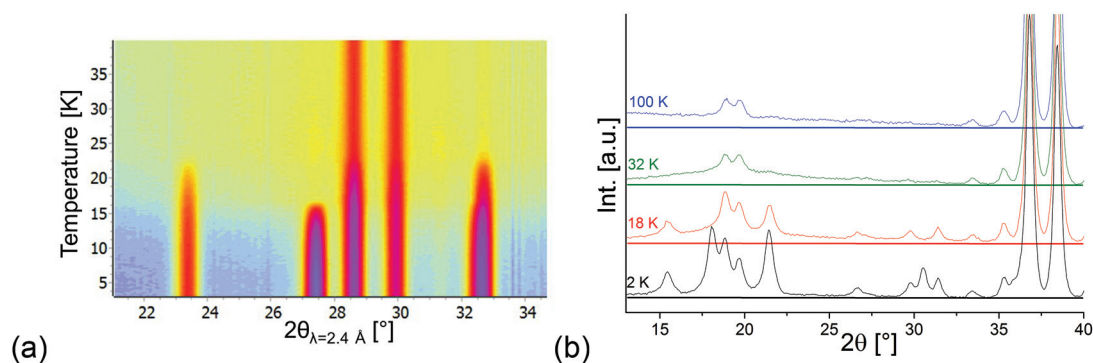 35
30
25
20
15
10
5
Temperature [K]
22 24 26 28 30 32 34
2θλ=2.4 Å [°]
(a)
100 K
32 K
18 K
2 K
Int. [a.u.]
15 20 25 30 35 40
2θ [°]
(b)